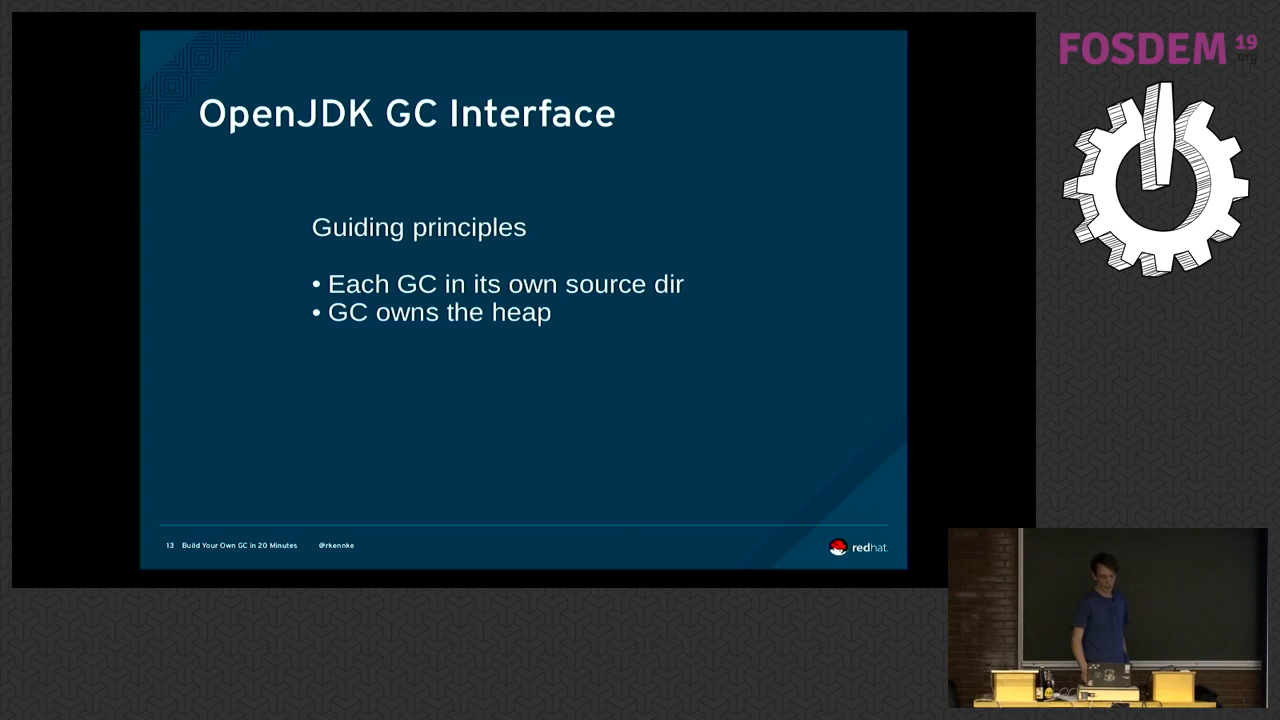 OpenJDK GC Interface
Guiding principles
• Each GC in its own source dir
• GC owns the heap
13 Build Your Own GC in 20 Minutes @rkennke
redhat.
FOSDEM 19
.org